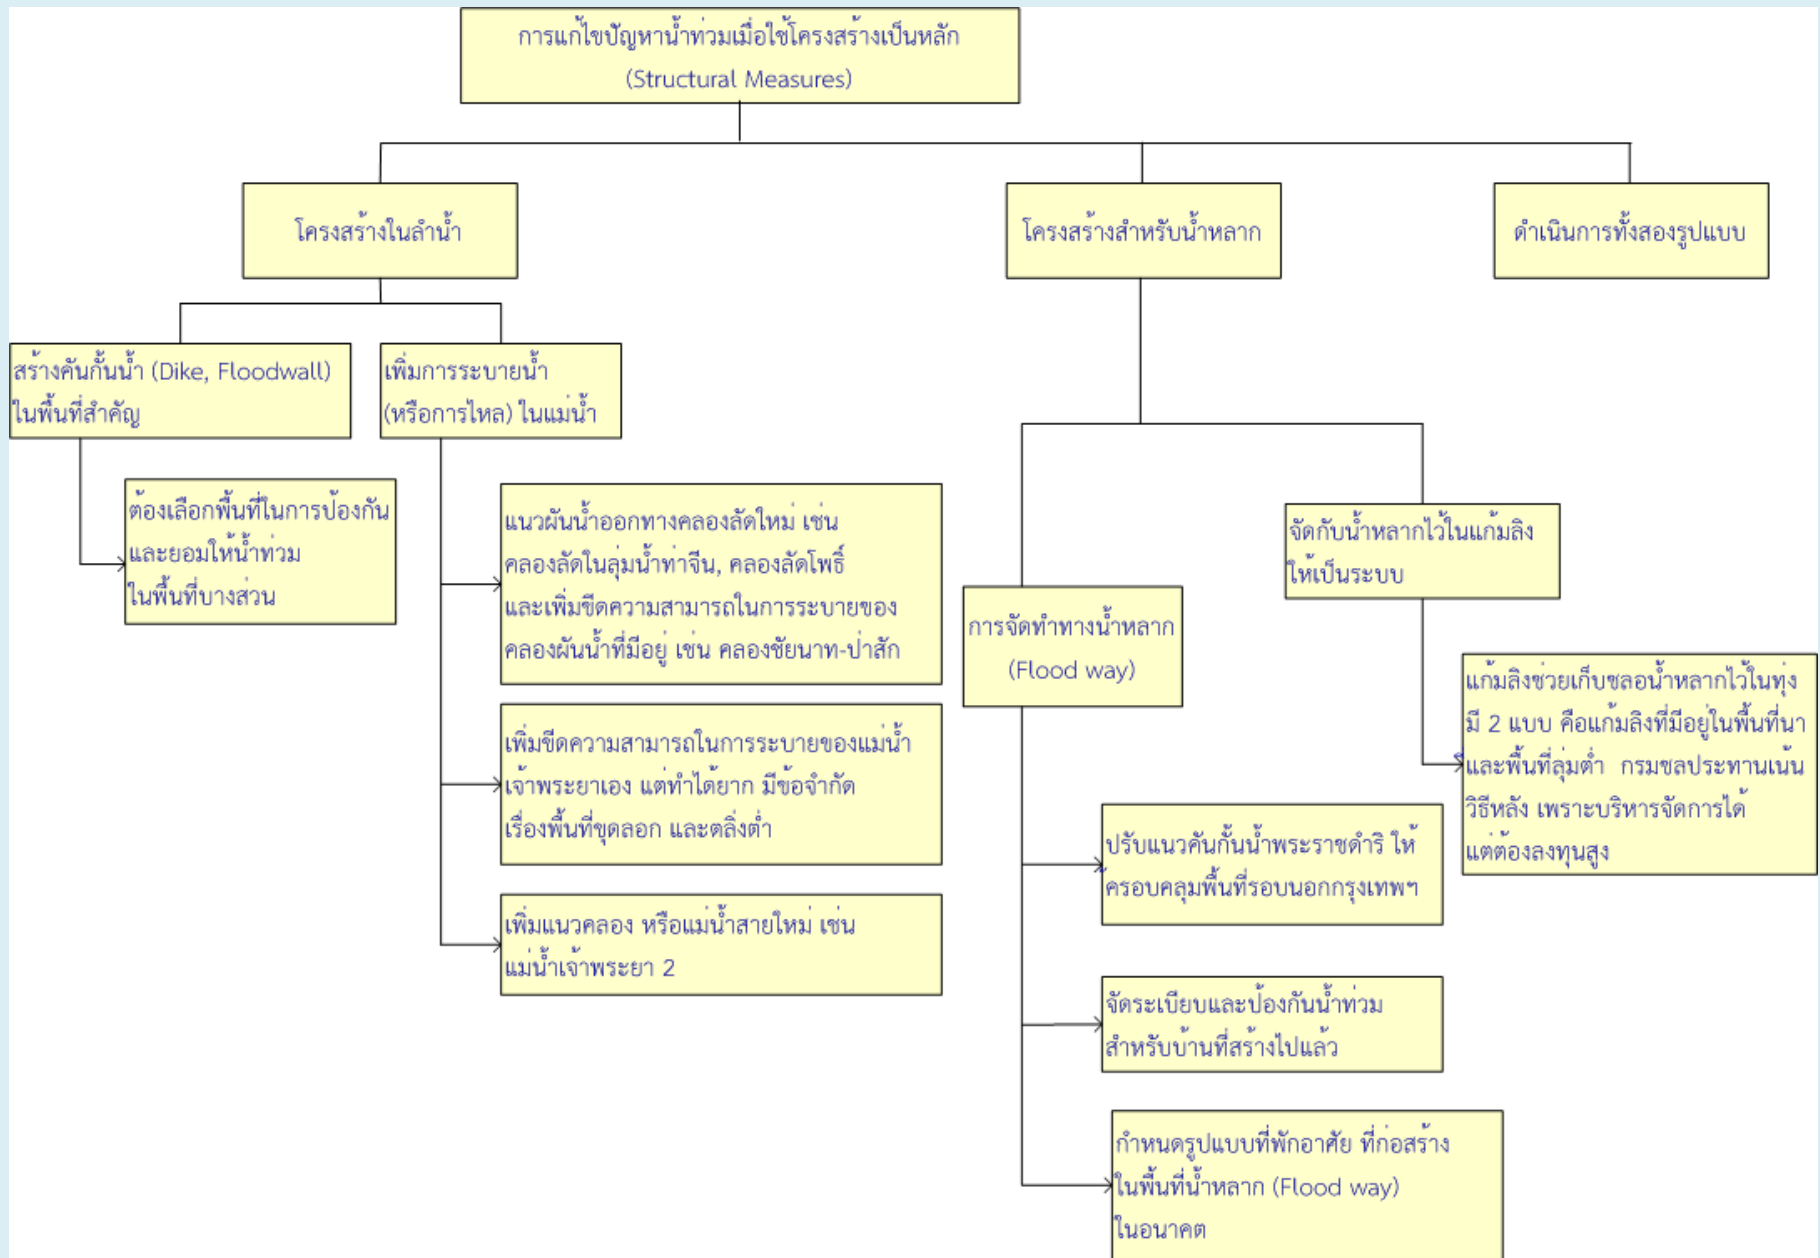 การแก้ไขปัญหาน้ำท่วมเมื่อใช้โครงสร้างเป็นหลัก
(Structural Measures)
โครงสร้างในลำน้ำ
โครงสร้างสำหรับน้ำหลาก
ดำเนินการทั้งสองรูปแบบ
สร้างคันกั้นน้ำ (Dike, Floodwall)
ในพื้นที่สำคัญ
เพิ่มการระบายน้ำ
(หรือการไหล) ในแม่น้ำ
ต้องเลือกพื้นที่ในการป้องกัน
และยอมให้น้ำท่วม
ในพื้นที่บางส่วน
แนวผันน้ำออกทางคลองลัดใหม่ เช่น
คลองลัดในลุ่มน้ำท่าจีน, คลองลัดโพธิ์
และเพิ่มขีดความสามารถในการระบายของ
คลองผันน้ำที่มีอยู่ เช่น คลองชัยนาท-ป่าสัก
เพิ่มขีดความสามารถในการระบายของแม่น้ำ
เจ้าพระยาเอง แต่ทำได้ยาก มีข้อจำกัด
เรื่องพื้นที่ขุดลอก และตลิ่งต่ำ
เพิ่มแนวคลอง หรือแม่น้ำสายใหม่ เช่น
แม่น้ำเจ้าพระยา 2
การจัดทำทางน้ำหลาก
(Flood way)
จัดกับน้ำหลากไว้ในแก้มลิง
ให้เป็นระบบ
แก้มลิงช่วยเก็บชลอน้ำหลากไว้ในทุ่ง
มี 2 แบบ คือแก้มลิงที่มีอยู่ในพื้นที่นา
และพื้นที่ลุ่มต่ำ กรมชลประทานเน้น
วิธีหลัง เพราะบริหารจัดการได้
แต่ต้องลงทุนสูง
ปรับแนวคันกั้นน้ำพระราชดำริ ให้
ครอบคลุมพื้นที่รอบนอกกรุงเทพฯ
จัดระเบียบและป้องกันน้ำท่วม
สำหรับบ้านที่สร้างไปแล้ว
กำหนดรูปแบบที่พักอาศัย ที่ก่อสร้าง
ในพื้นที่น้ำหลาก (Flood way)
ในอนาคต